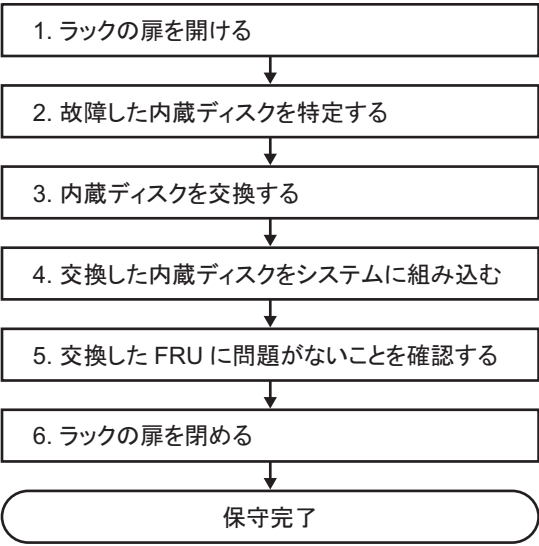 1. ラックの扉を開ける
2. 故障した内蔵ディスクを特定する
3. 内蔵ディスクを交換する
4. 交換した内蔵ディスクをシステムに組み込む
5. 交換した FRU に問題がないことを確認する
6. ラックの扉を閉める
保守完了